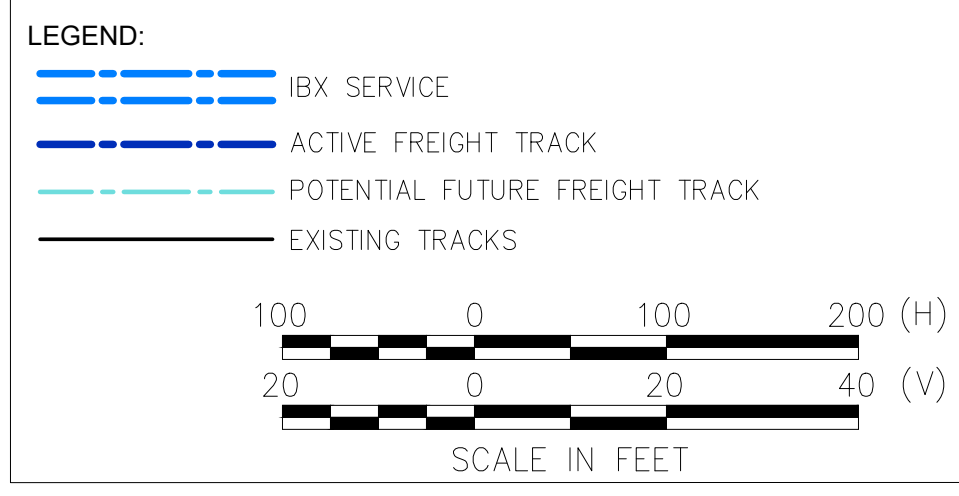 LEGEND:
IBX SERVICE
ACTIVE FREIGHT TRACK
POTENTIAL FUTURE FREIGHT TRACK
EXISTING TRACKS
100 0 100 200 (H)
20 0 20 40 (V)
SCALE IN FEET